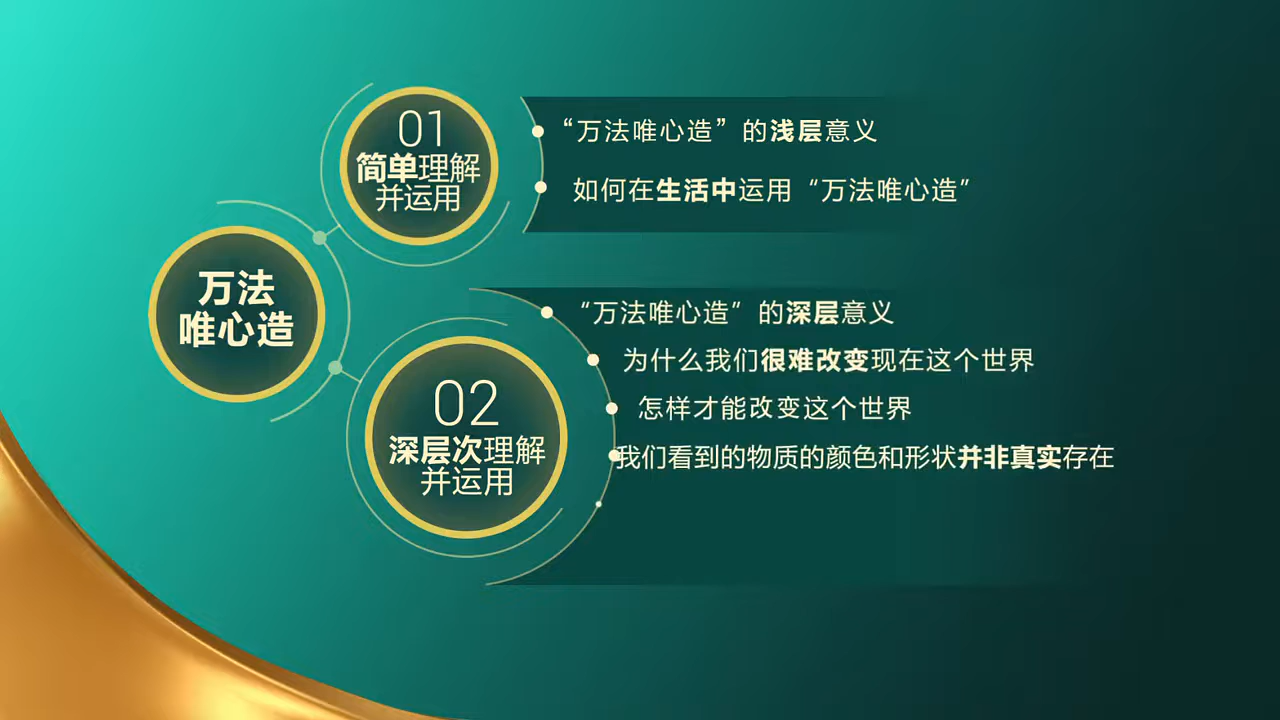 万法
唯心造
01
简单理解
并运用
“万法唯心造”的浅层意义
如何在生活中运用“万法唯心造”
02
深层次理解
并运用
“万法唯心造”的深层意义
为什么我们很难改变现在这个世界
怎样才能改变这个世界
我们看到的物质的颜色和形状并非真实存在